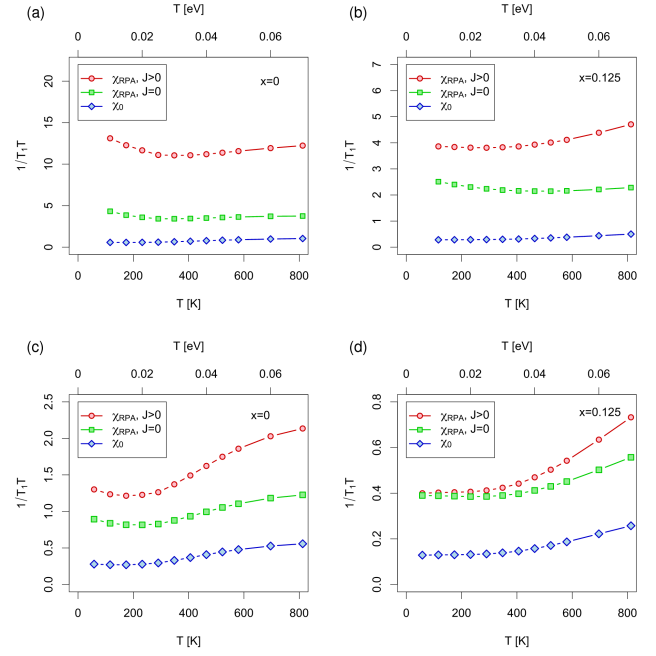 (a)
T [eV]
0 0.02 0.04 0.06
χRPA, J>0
χRPA, J=0
χ0
x=0
1/T1T
20
15
10
5
0
0 200 400 600 800
T [K]
(b)
T [eV]
0 0.02 0.04 0.06
χRPA, J>0
χRPA, J=0
χ0
x=0.125
1/T1T
7
6
5
4
3
2
1
0
0 200 400 600 800
T [K]
(c)
T [eV]
0 0.02 0.04 0.06
χRPA, J>0
χRPA, J=0
χ0
x=0
1/T1T
2.5
2.0
1.5
1.0
0.5
0.0
0 200 400 600 800
T [K]
(d)
T [eV]
0 0.02 0.04 0.06
χRPA, J>0
χRPA, J=0
χ0
x=0.125
1/T1T
0.8
0.6
0.4
0.2
0.0
0 200 400 600 800
T [K]